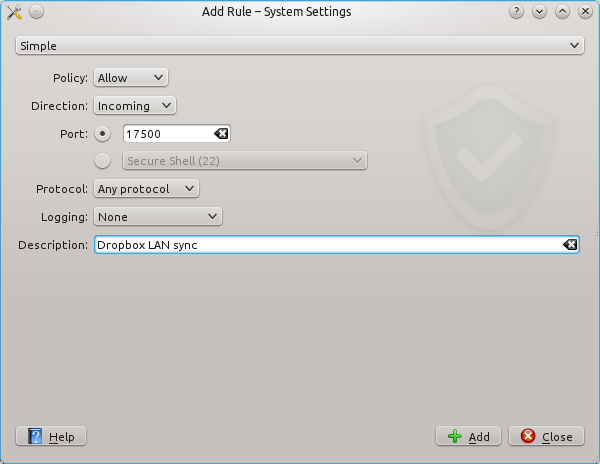 Add Rule – System Settings
Simple
Policy: Allow
Direction: Incoming
Port: 17500
Secure Shell (22)
Protocol: Any protocol
Logging: None
Description: Dropbox LAN sync
Help Add Close